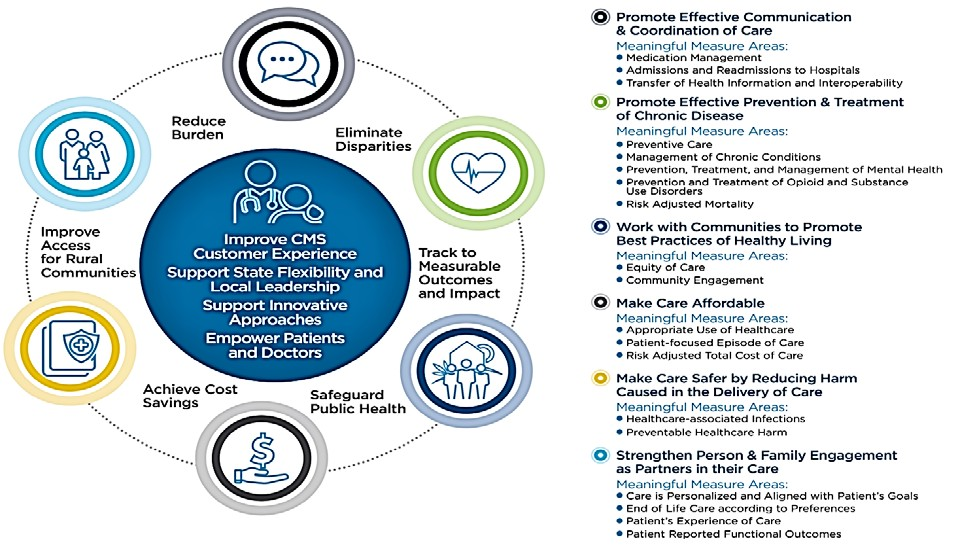 Reduce
Burden
Eliminate
Disparities
Improve
Access
for Rural
Communities
Improve CMS
Customer Experience
Support State Flexibility and
Local Leadership
Support Innovative
Approaches
Empower Patients
and Doctors
Track to
Measurable
Outcomes
and Impact
Achieve Cost
Savings
Safeguard
Public Health
Promote Effective Communication
& Coordination of Care
Meaningful Measure Areas:
• Medication Management
• Admissions and Readmissions to Hospitals
• Transfer of Health Information and Interoperability
Promote Effective Prevention & Treatment
of Chronic Disease
Meaningful Measure Areas:
• Preventive Care
• Management of Chronic Conditions
• Prevention, Treatment, and Management of Mental Health
• Prevention and Treatment of Opioid and Substance
Use Disorders
• Risk Adjusted Mortality
Work with Communities to Promote
Best Practices of Healthy Living
Meaningful Measure Areas:
• Equity of Care
• Community Engagement
Make Care Affordable
Meaningful Measure Areas:
• Appropriate Use of Healthcare
• Patient-focused Episode of Care
• Risk Adjusted Total Cost of Care
Make Care Safer by Reducing Harm
Caused in the Delivery of Care
Meaningful Measure Areas:
• Healthcare-associated Infections
• Preventable Healthcare Harm
Strengthen Person & Family Engagement
as Partners in their Care
Meaningful Measure Areas:
• Care is Personalized and Aligned with Patient's Goals
• End of Life Care according to Preferences
• Patient's Experience of Care
• Patient Reported Functional Outcomes